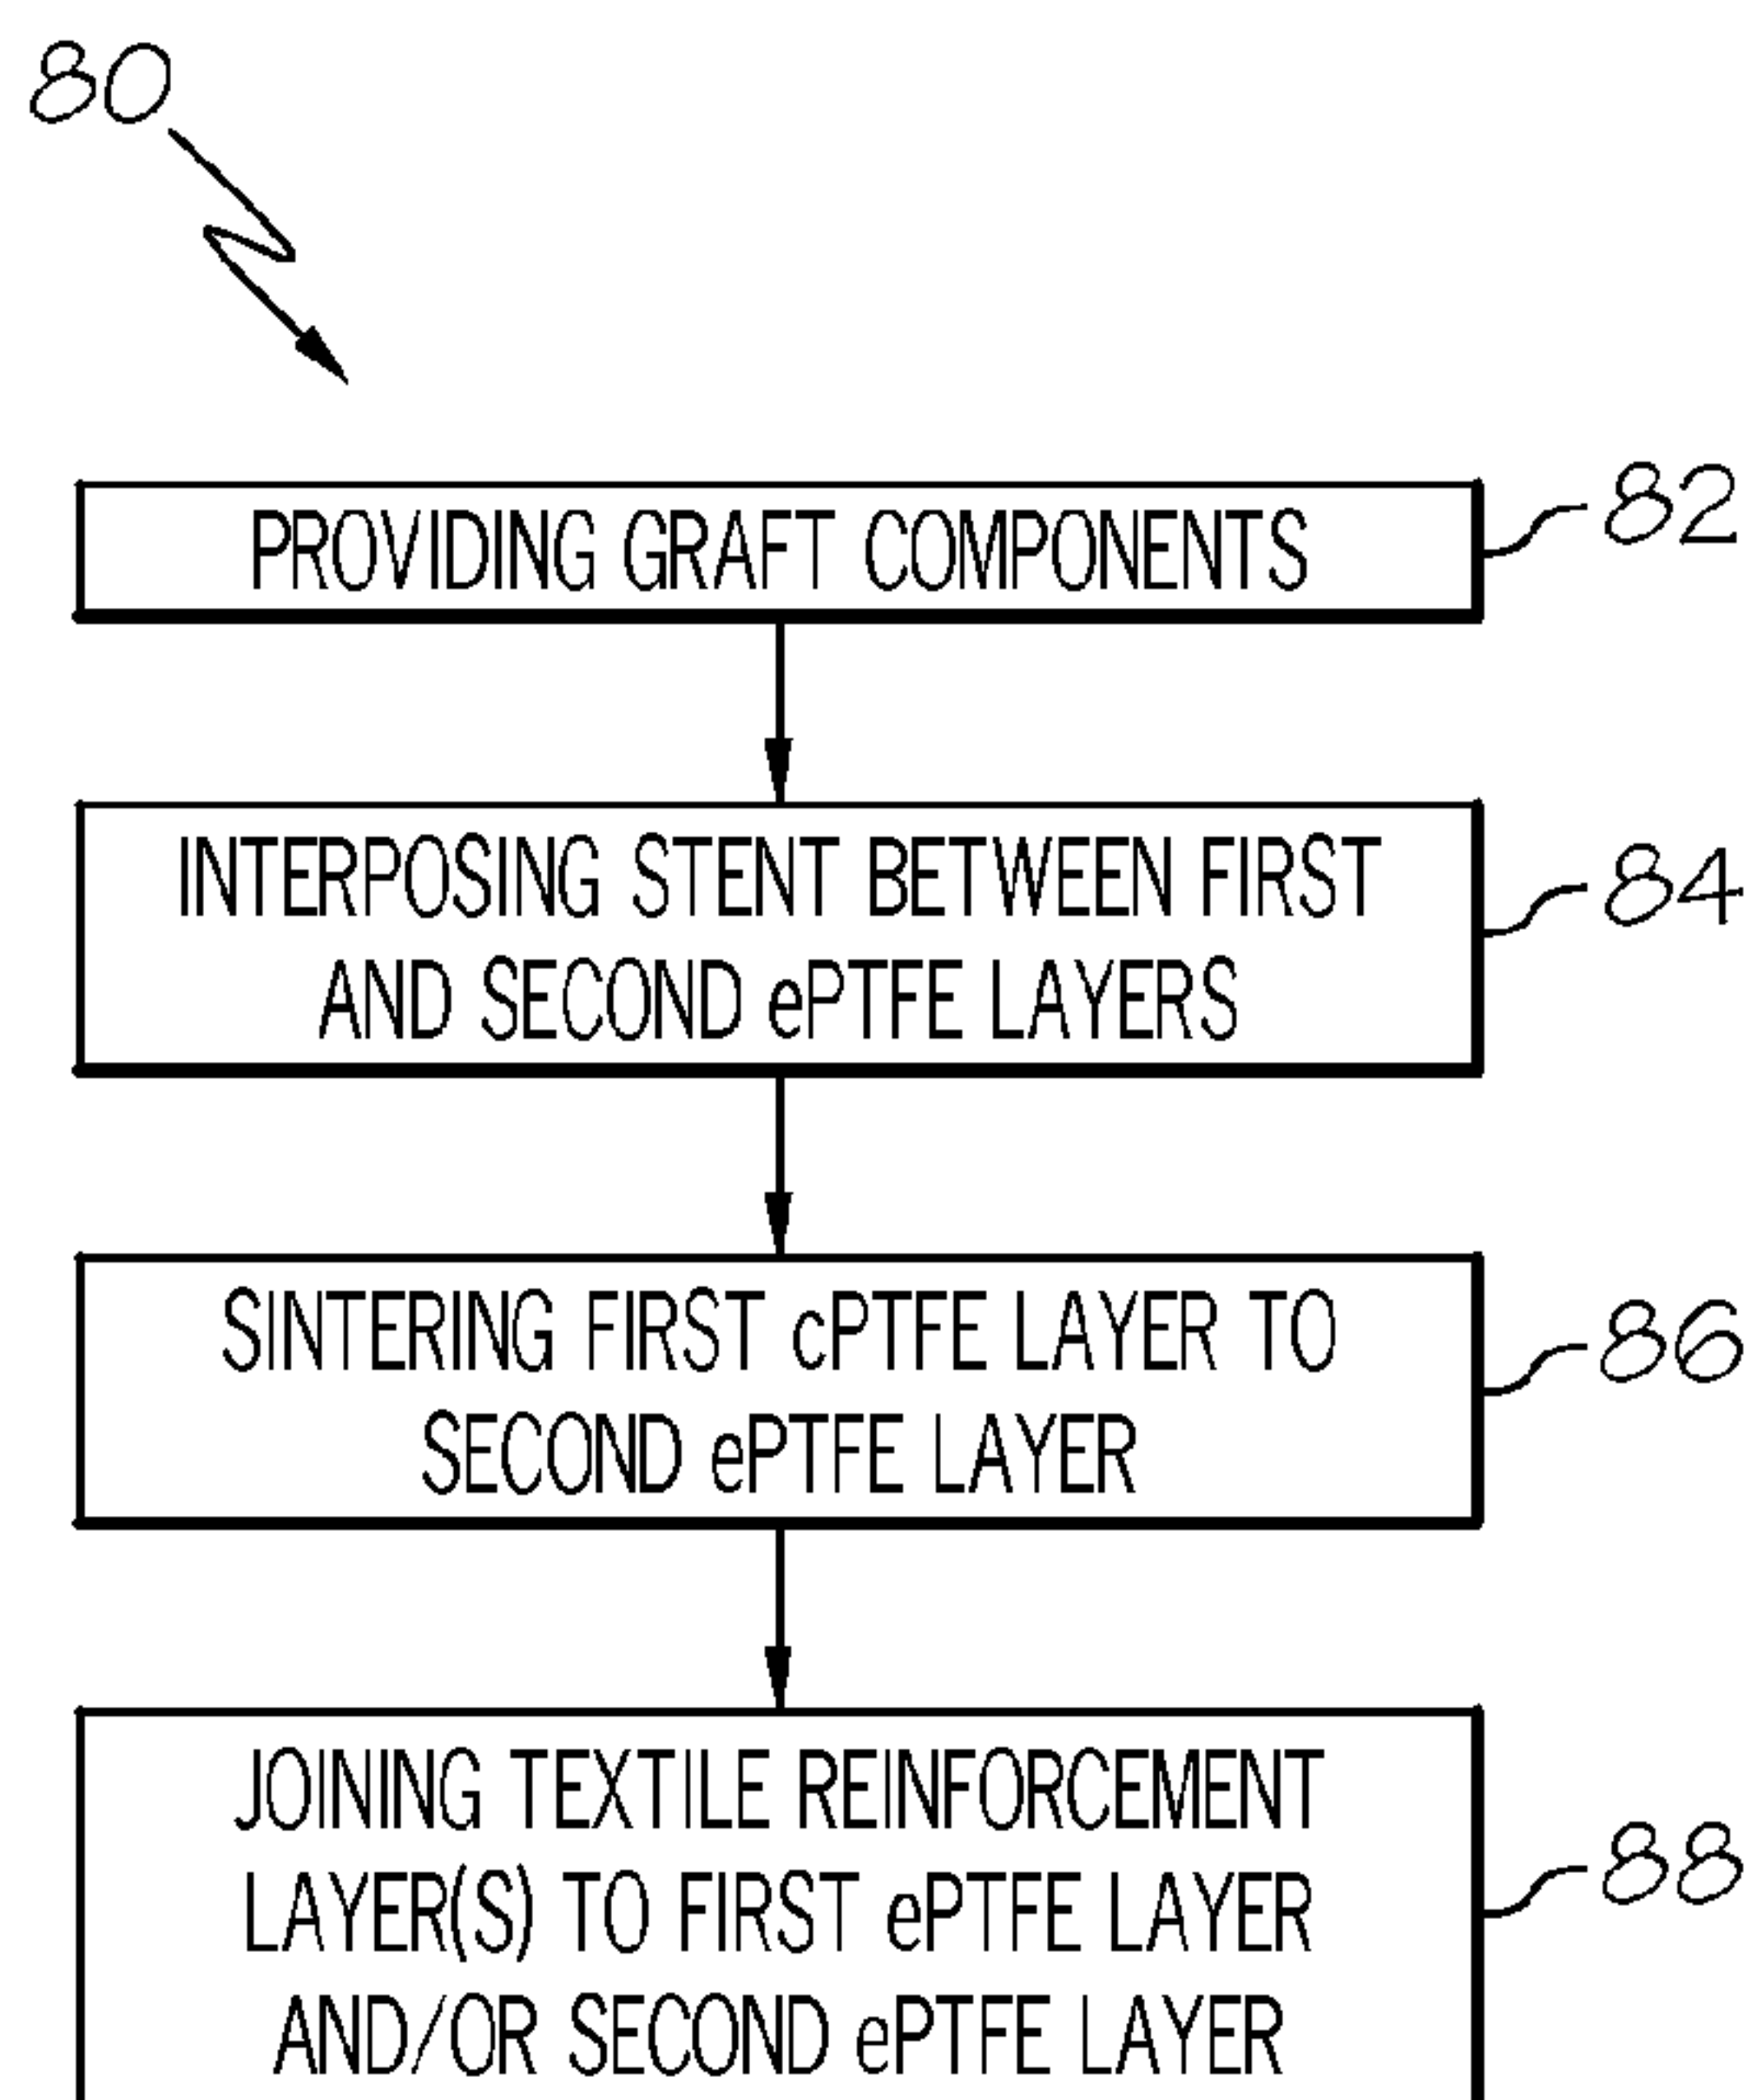 80
PROVIDING GRAFT COMPONENTS
82
INTERPOSING STENT BETWEEN FIRST
AND SECOND ePTFE LAYERS
84
SINTERING FIRST cPTFE LAYER TO
SECOND ePTFE LAYER
86
JOINING TEXTILE REINFORCEMENT
LAYER(S) TO FIRST ePTFE LAYER
AND/OR SECOND ePTFE LAYER
88